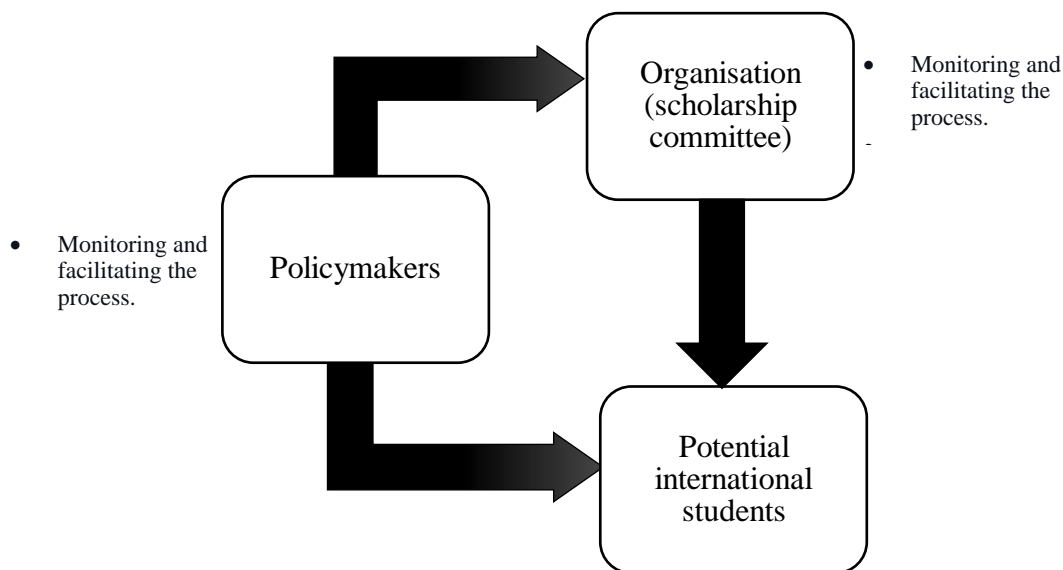 Organisation
(scholarship
committee)
• Monitoring and
facilitating the
process.
-
Policymakers
• Monitoring and
facilitating the
process.
Potential
international
students